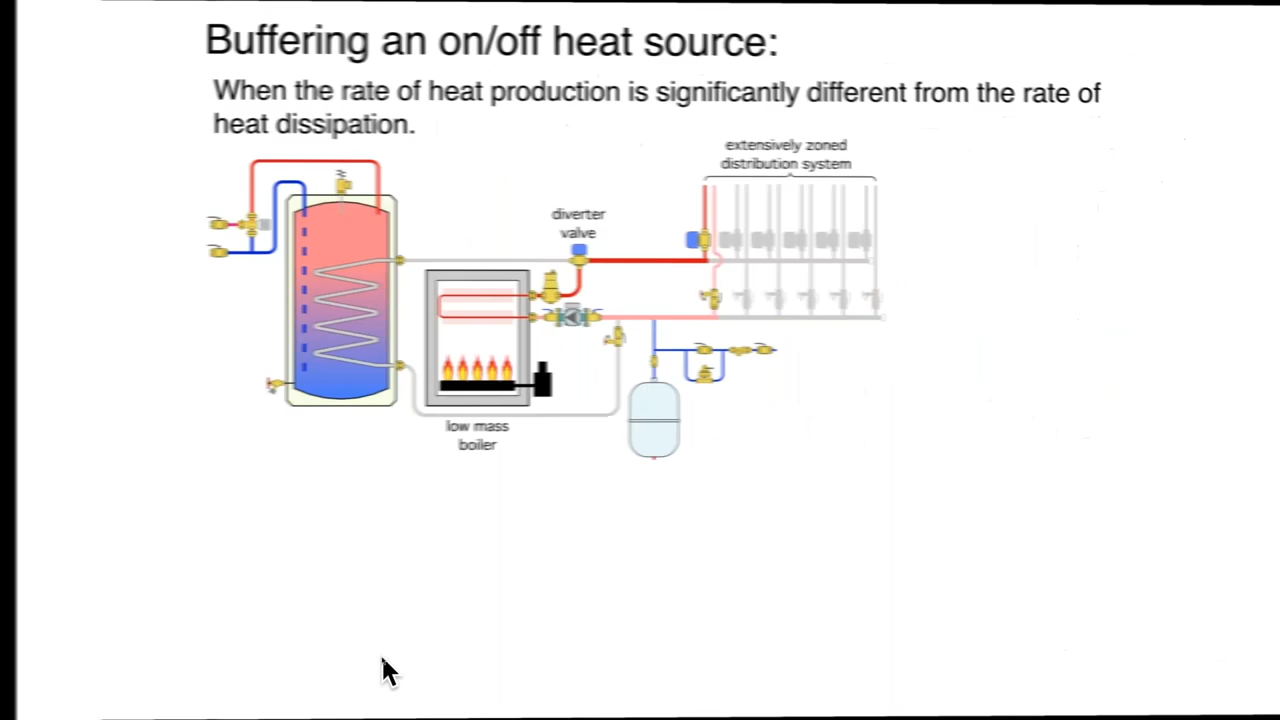 Buffering an on/off heat source:
When the rate of heat production is significantly different from the rate of
heat dissipation.
extensively zoned
distribution system
diverter
valve
low mass
boiler